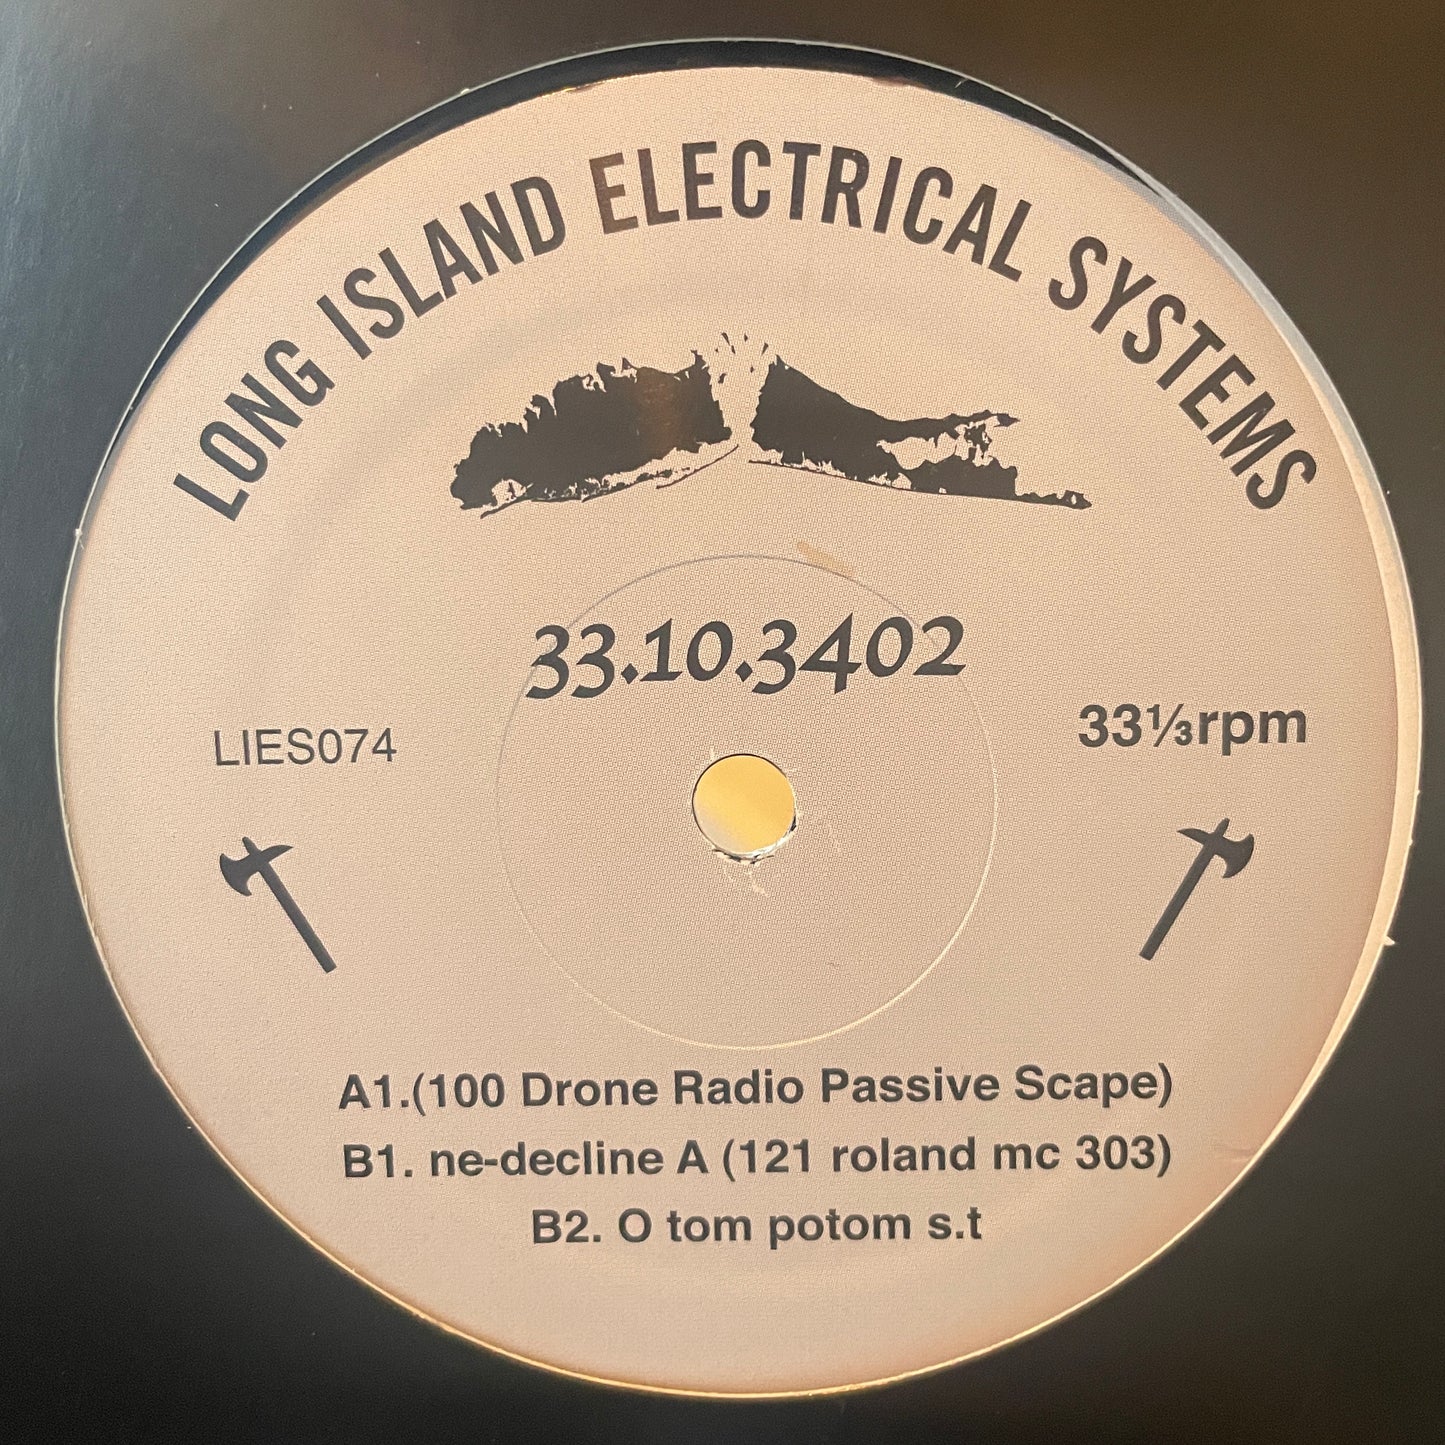 LONG ISLAND ELECTRICAL SYSTEMS
33.10.3402
LIES074
33⅓rpm
A1.(100 Drone Radio Passive Scape)
B1. ne-decline A (121 roland mc 303)
B2. O tom potom s.t